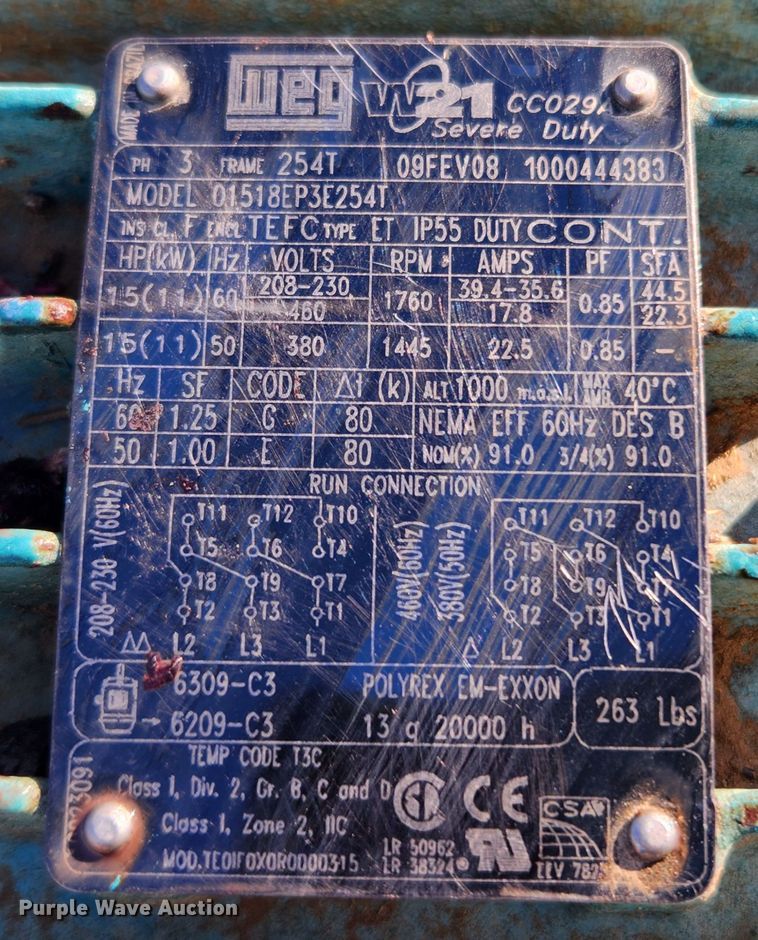 WEG W21 CC029
Severe Duty
MADE
PH 3 FRAME 254T 09FEV08 1000444383
MODEL 01518EP3E254T
INS CL. F ENCL TEFC TYPE ET IP55 DUTY CONT.
HP(kW) Hz VOLTS RPM AMPS PF SFA
15(11) 60 208-230 1760 39.4-35.6 0.85 44.5
460 17.8 22.3
15(11) 50 380 1445 22.5 0.85 -
Hz SF CODE Δt (k) ALT 1000 m.a.s.l. MAX AMB. 40°C
60 1.25 G 80 NEMA EFF 60Hz DES B
50 1.00 E 80 NOM(%) 91.0 3/4(%) 91.0
RUN CONNECTION
208-230 V(60Hz)
T11 T12 T10
T5 T6 T4
T8 T9 T7
T2 T3 T1
ΔΔ L2 L3 L1
460V(60Hz)
380V(50Hz)
T11 T12 T10
T5 T6 T4
T8 T9 T7
T2 T3 T1
Δ L2 L3 L1
6309-C3 POLYREX EM-EXXON
6209-C3 13 g 20000 h
263 Lbs
TEMP CODE T3C
Class I, Div. 2, Gr. B, C and D
Class I, Zone 2, IIC
MOD.TE01F0X0R0000315
CE
LR 50962
LR 38324
CSA
EEV
Purple Wave Auction